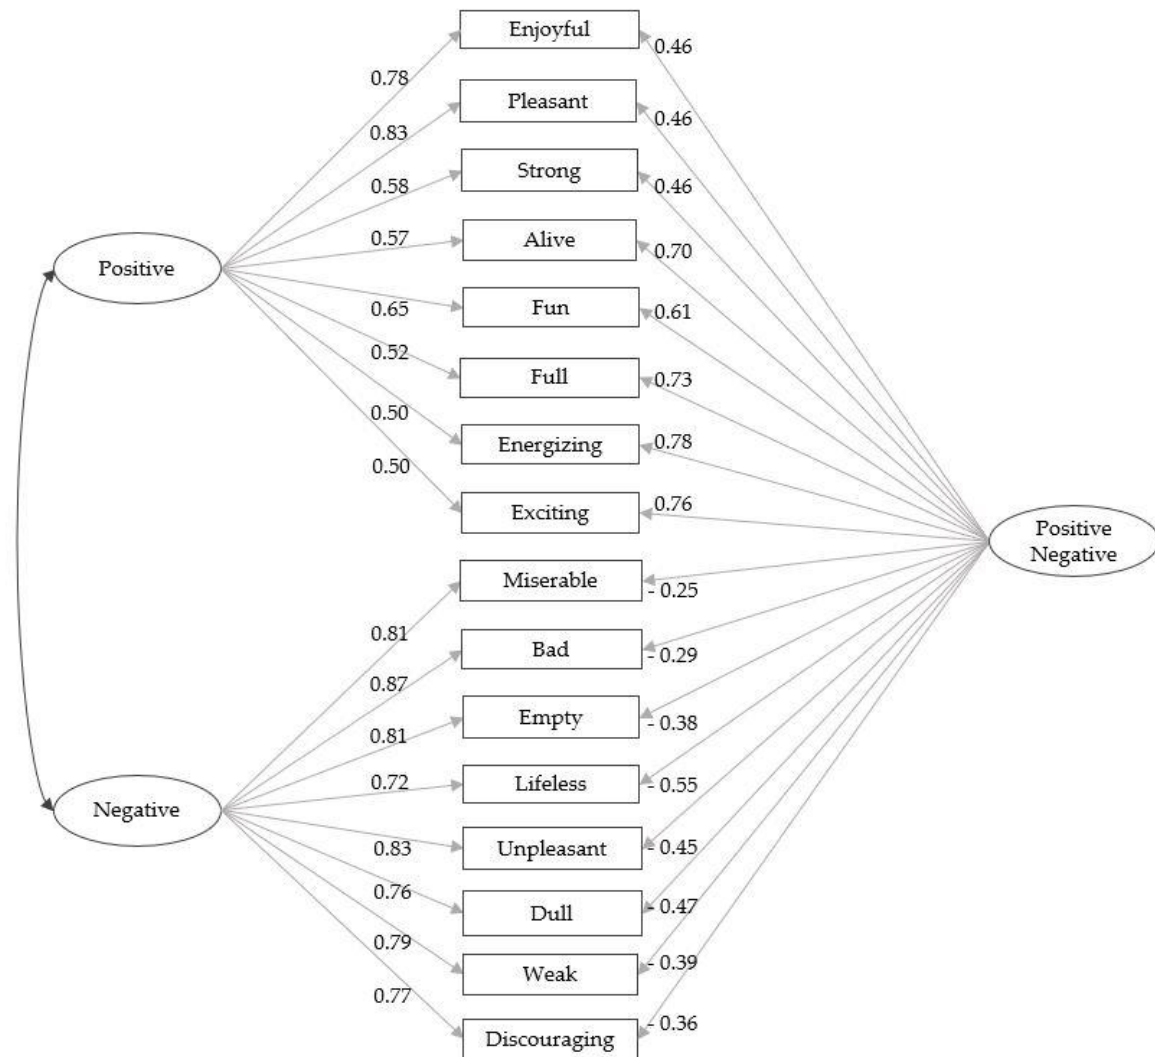 Enjoyful
0.46
0.78
Pleasant
0.46
0.83
Strong
0.46
0.58
Alive
0.70
0.57
Positive
Fun
0.61
0.65
Full
0.73
0.52
Energizing
0.78
0.50
Exciting
0.76
0.50
Positive
Negative
Miserable
- 0.25
0.81
Bad
- 0.29
0.87
Empty
- 0.38
0.81
Lifeless
- 0.55
0.72
Negative
Unpleasant
- 0.45
0.83
Dull
- 0.47
0.76
Weak
- 0.39
0.79
Discouraging
- 0.36
0.77